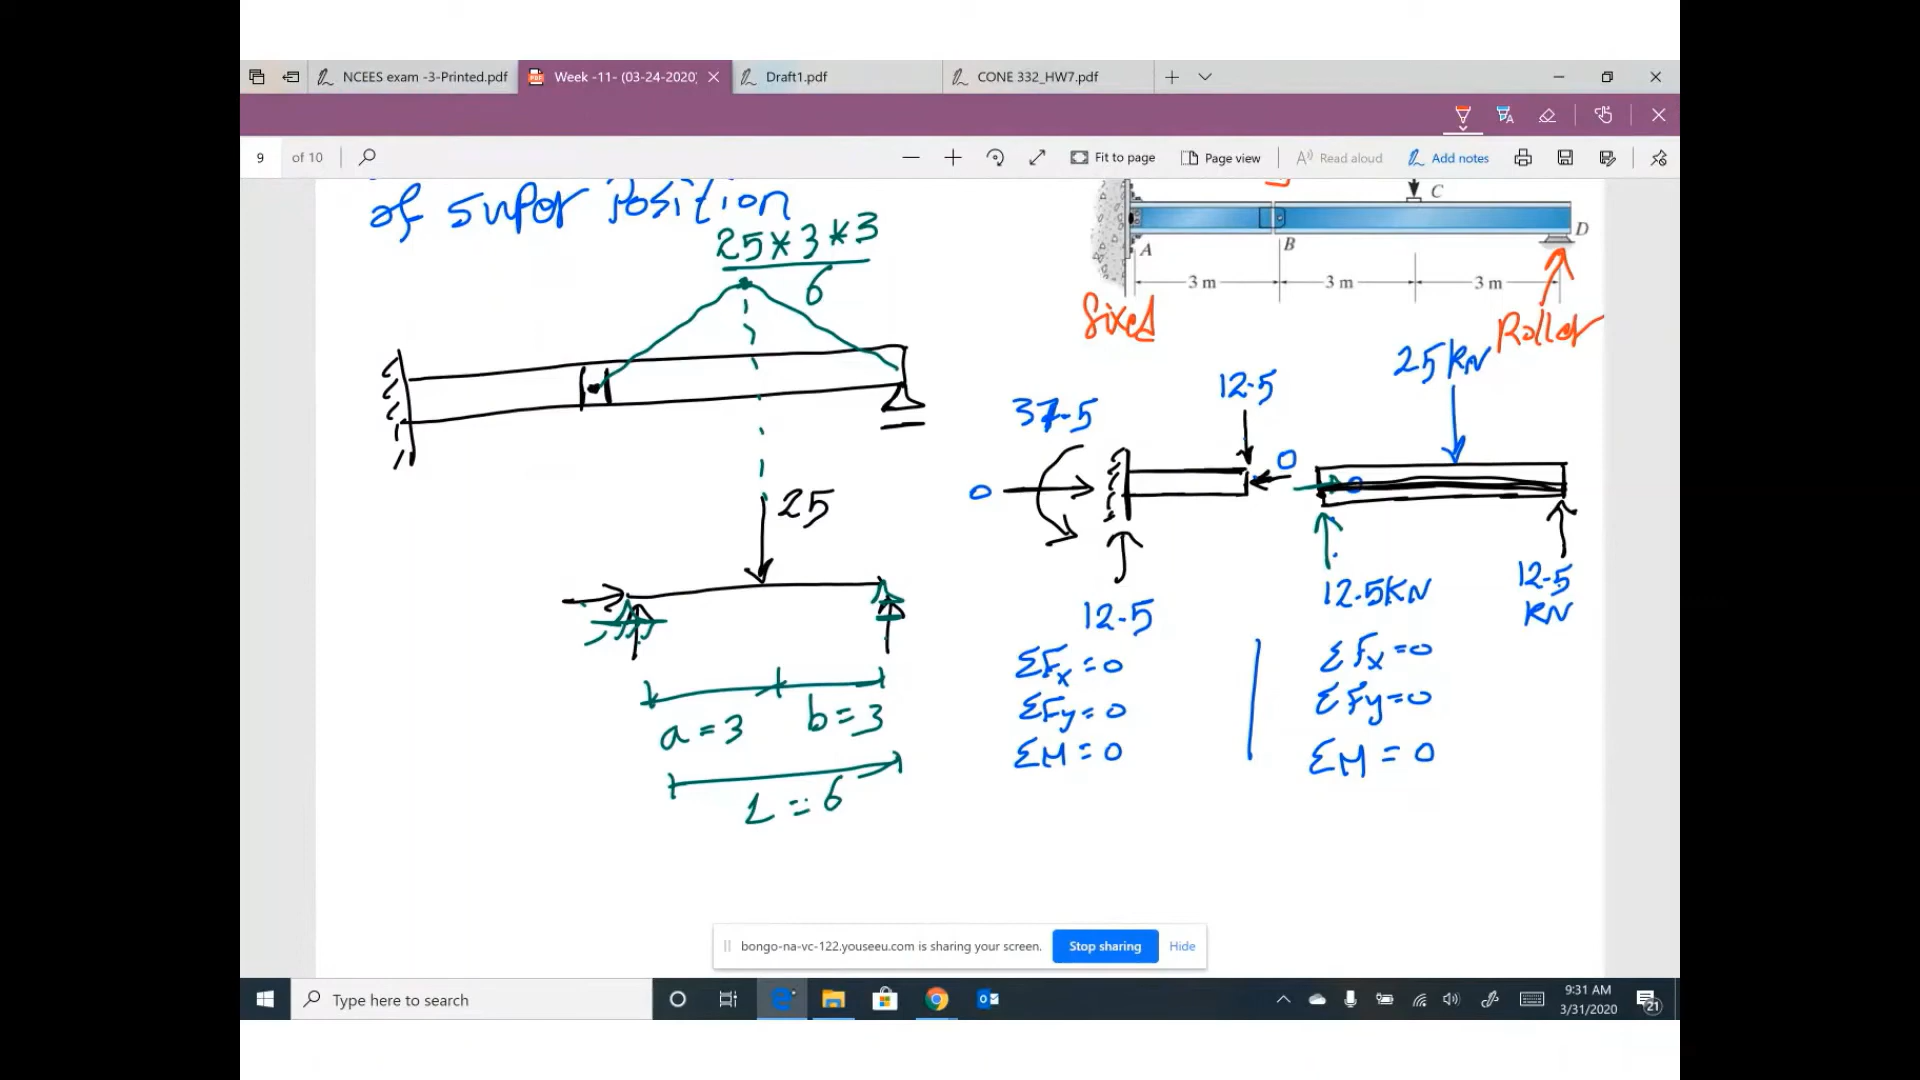 NCEES exam -3-Printed.pdf
Week -11- (03-24-2020)
Draft1.pdf
CONE 332_HW7.pdf
9 of 10
Fit to page
Page view
Read aloud
Add notes
of super Position
25*3*3
6
C
A
B
D
3 m
3 m
3 m
fixed
Roller
25 KN
12.5
37.5
0
0
0
25
12.5
12.5KN
12.5
KN
ΣFx = 0
ΣFy = 0
ΣM = 0
ΣFx = 0
ΣFy = 0
ΣM = 0
a = 3
b = 3
L = 6
bongo-na-vc-122.youseeu.com is sharing your screen.
Stop sharing
Hide
Type here to search
9:31 AM
3/31/2020
21